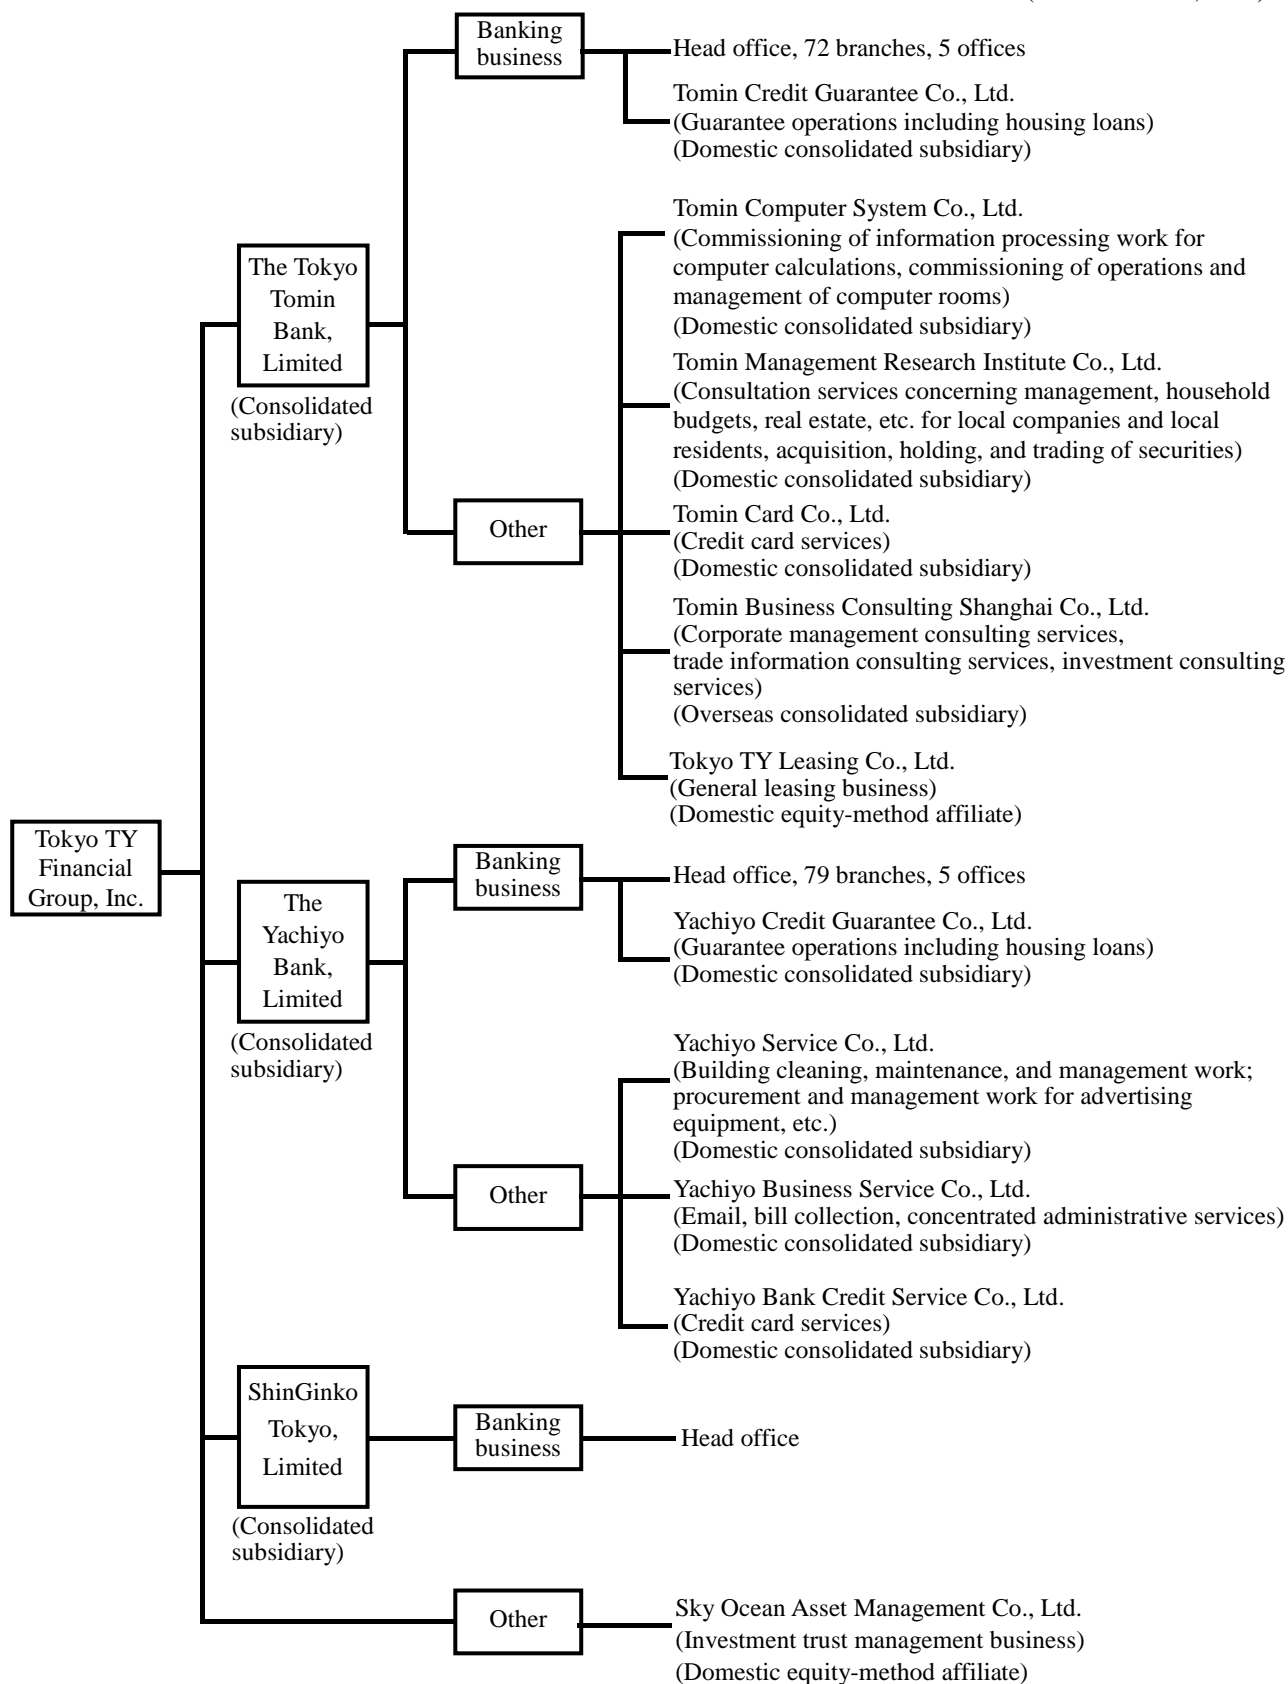 Banking
business
Head office, 72 branches, 5 offices
Tomin Credit Guarantee Co., Ltd.
(Guarantee operations including housing loans)
(Domestic consolidated subsidiary)
Tomin Computer System Co., Ltd.
(Commissioning of information processing work for
computer calculations, commissioning of operations and
management of computer rooms)
(Domestic consolidated subsidiary)
The Tokyo
Tomin
Bank,
Limited
(Consolidated
subsidiary)
Tomin Management Research Institute Co., Ltd.
(Consultation services concerning management, household
budgets, real estate, etc. for local companies and local
residents, acquisition, holding, and trading of securities)
(Domestic consolidated subsidiary)
Other
Tomin Card Co., Ltd.
(Credit card services)
(Domestic consolidated subsidiary)
Tomin Business Consulting Shanghai Co., Ltd.
(Corporate management consulting services,
trade information consulting services, investment consulting
services)
(Overseas consolidated subsidiary)
Tokyo TY Leasing Co., Ltd.
(General leasing business)
(Domestic equity-method affiliate)
Tokyo TY
Financial
Group, Inc.
Banking
business
Head office, 79 branches, 5 offices
The
Yachiyo
Bank,
Limited
(Consolidated
subsidiary)
Yachiyo Credit Guarantee Co., Ltd.
(Guarantee operations including housing loans)
(Domestic consolidated subsidiary)
Yachiyo Service Co., Ltd.
(Building cleaning, maintenance, and management work;
procurement and management work for advertising
equipment, etc.)
(Domestic consolidated subsidiary)
Other
Yachiyo Business Service Co., Ltd.
(Email, bill collection, concentrated administrative services)
(Domestic consolidated subsidiary)
Yachiyo Bank Credit Service Co., Ltd.
(Credit card services)
(Domestic consolidated subsidiary)
ShinGinko
Tokyo,
Limited
(Consolidated
subsidiary)
Banking
business
Head office
Other
Sky Ocean Asset Management Co., Ltd.
(Investment trust management business)
(Domestic equity-method affiliate)